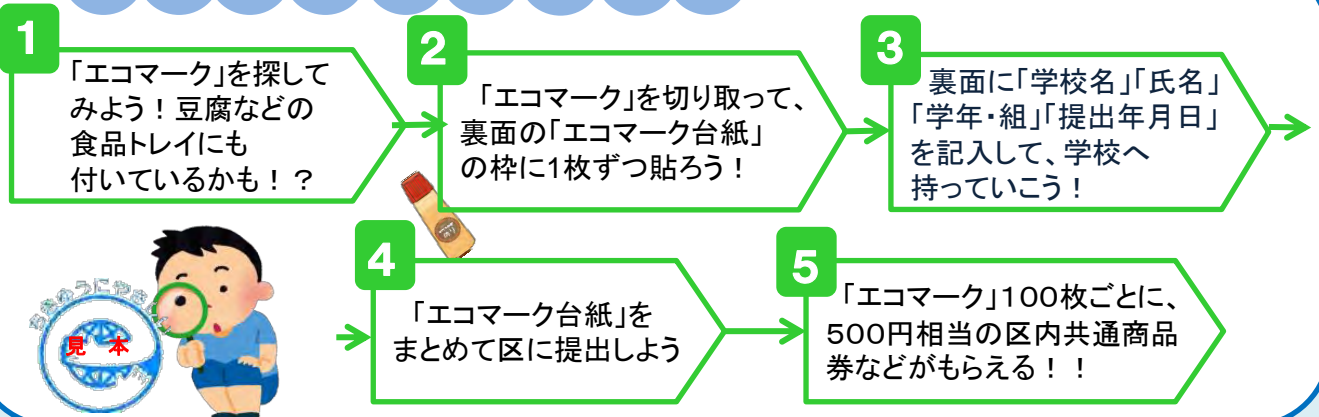 1
「エコマーク」を探して
みよう！豆腐などの
食品トレイにも
付いているかも！？
2
「エコマーク」を切り取って、
裏面の「エコマーク台紙」
の枠に1枚ずつ貼ろう！
3
裏面に「学校名」「氏名」
「学年・組」「提出年月日」
を記入して、学校へ
持っていこう！
見 本
4
「エコマーク台紙」を
まとめて区に提出しよう
5
「エコマーク」100枚ごとに、
500円相当の区内共通商品
券などがもらえる！！